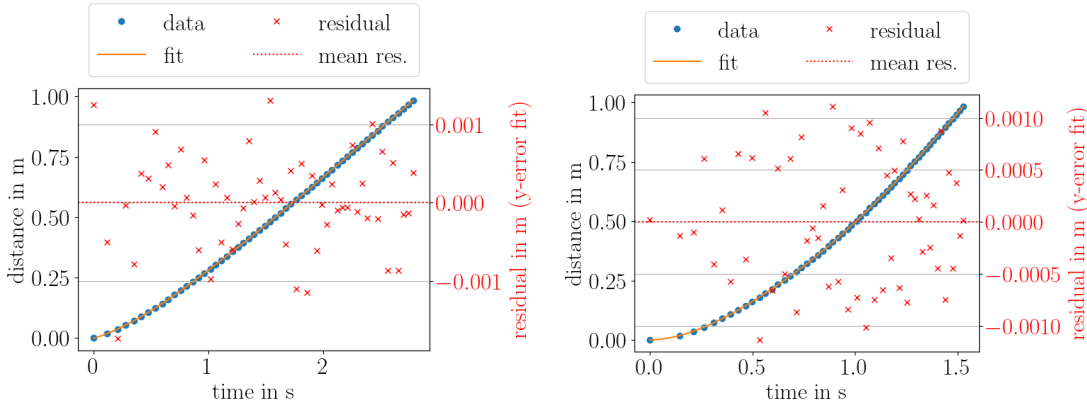 data
residual
fit
mean res.
1.00
0.75
0.50
0.25
0.00
distance in m
0
1
2
time in s
0.001
0.000
−0.001
residual in m (y-error fit)
data
residual
fit
mean res.
1.00
0.75
0.50
0.25
0.00
distance in m
0.0
0.5
1.0
1.5
time in s
0.0010
0.0005
0.0000
−0.0005
−0.0010
residual in m (y-error fit)